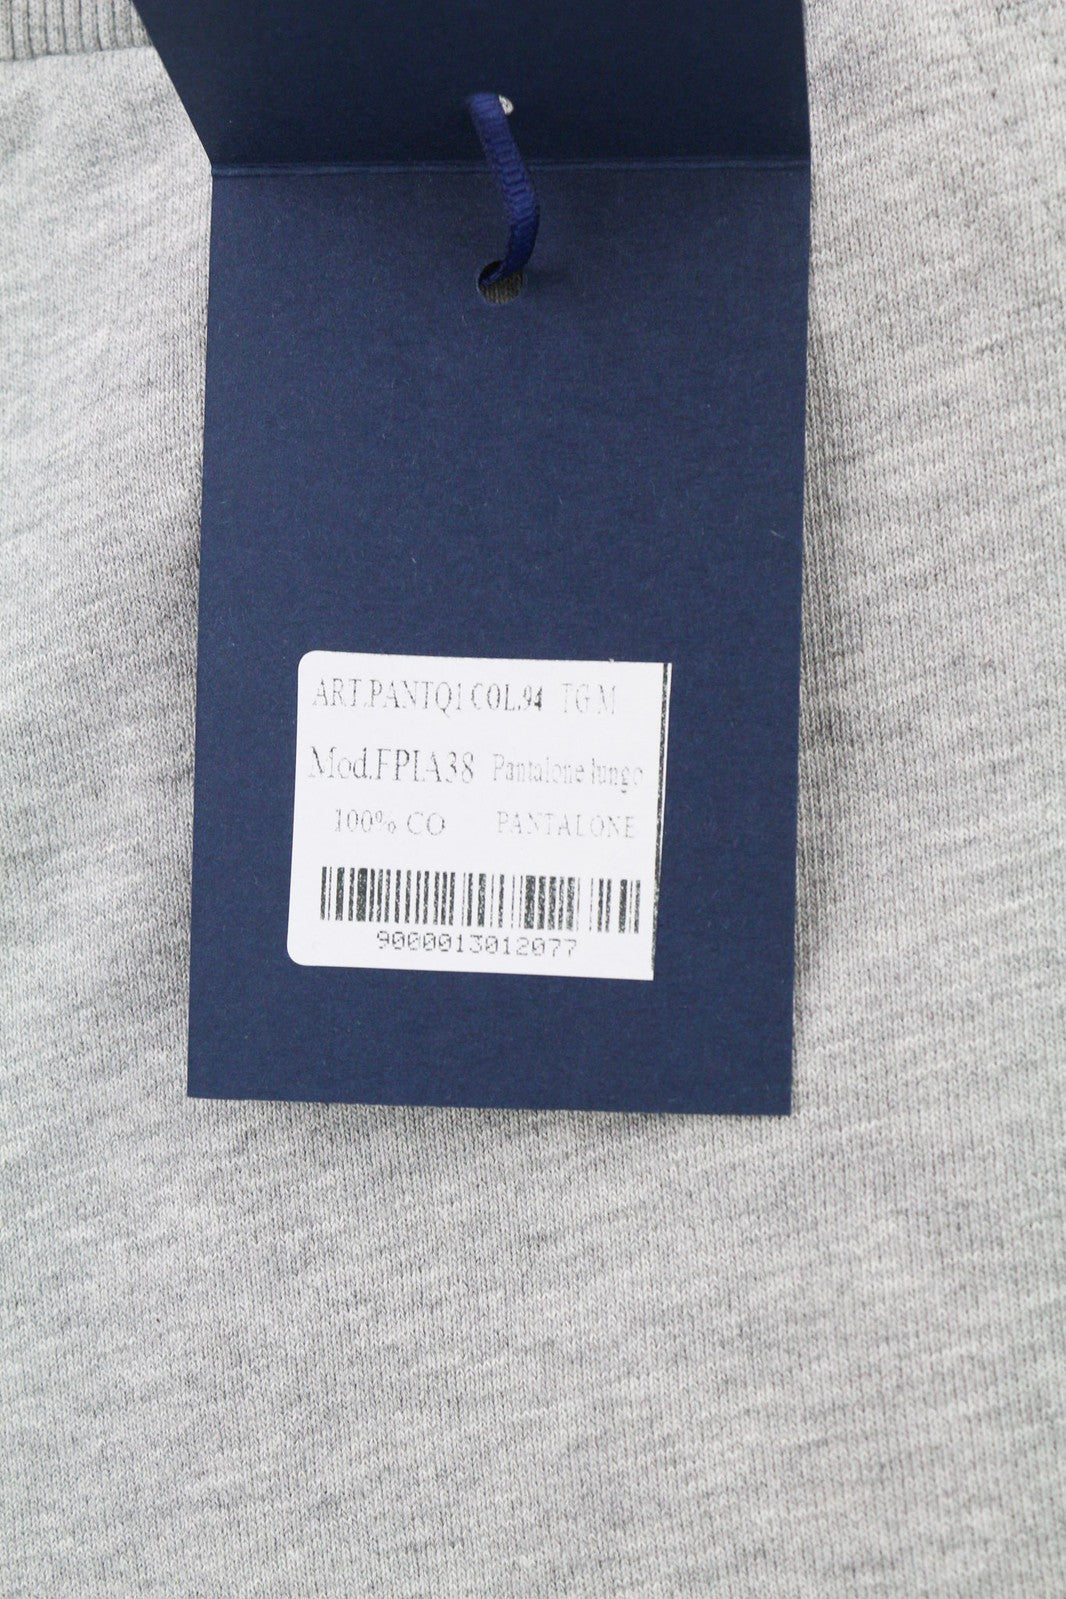 ART.PANTQ1 COL.94 TG.M
Mod.FPIA38 Pantalone lungo
100% CO PANTALONE
9000013012077